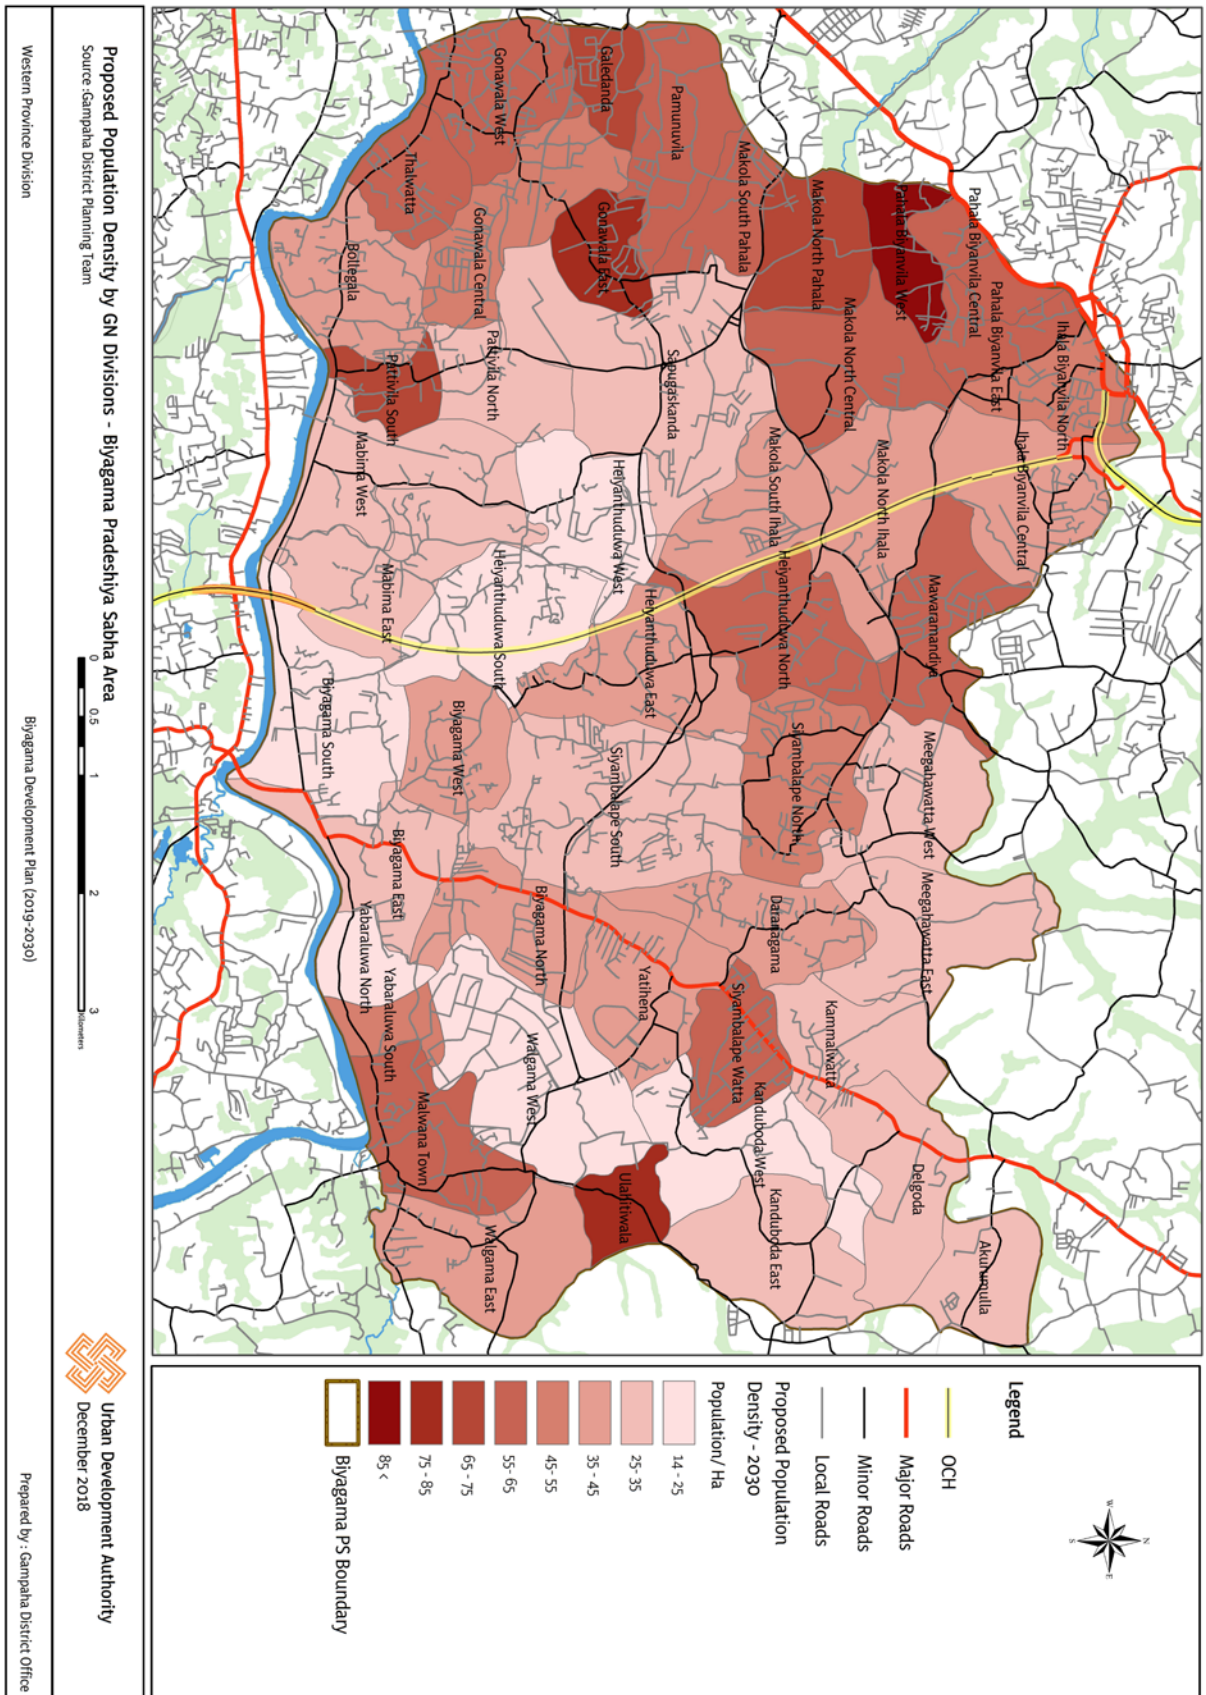 Pamunuvila
Galedanda
Gonawala West
Thalwatta
Makola South Pahala
Makola North Pahala
Pahala Biyanvila West
Pahala Biyanvila Central
Pahala Biyanvila East
Ihala Biyanvila North
Ihala Biyanvila Central
Gonawala East
Gonawala Central
Bollegala
Makola North Central
Makola North Ihala
Makola South Ihala
Sapugaskanda
Pattivila North
Pattivila South
Mabima West
Mabima East
Heiyanthuduwa West
Heiyanthuduwa South
Heiyanthuduwa East
Heiyanthuduwa North
Mawaramandiya
Meegahawatta West
Meegahawatta East
Siyambalape North
Siyambalape South
Biyagama West
Biyagama South
Biyagama East
Biyagama North
Daranagama
Yatihena
Siyambalape Watta
Kammalwatta
Yabaraluwa North
Yabaraluwa South
Walgama West
Malwana Town
Kanduboda West
Kanduboda East
Delgoda
Akurumulla
Ulahitiwala
Walgama East
N
W
E
S
Legend
OCH
Major Roads
Minor Roads
Local Roads
Proposed Population
Density - 2030
Population/ Ha
14 - 25
25- 35
35 - 45
45- 55
55- 65
65 - 75
75 - 85
85 <
Biyagama PS Boundary
Proposed Population Density by GN Divisions - Biyagama Pradeshiya Sabha Area
Source :Gampaha District Planning Team
0 0.5 1 2 3
Kilometers
Urban Development Authority
December 2018
Western Province Division
Biyagama Development Plan (2019-2030)
Prepared by : Gampaha District Office